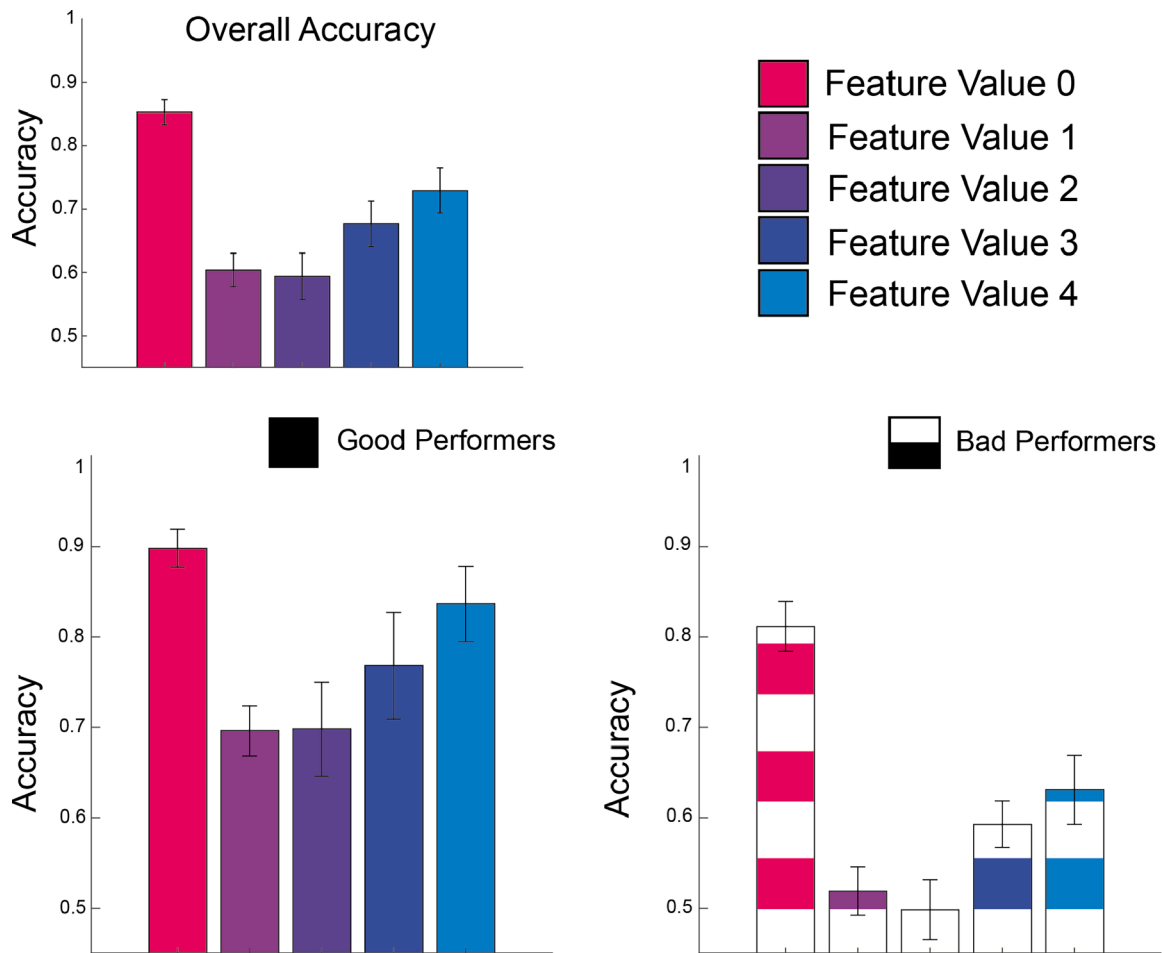 Overall Accuracy
Accuracy
1
0.9
0.8
0.7
0.6
0.5
Feature Value 0
Feature Value 1
Feature Value 2
Feature Value 3
Feature Value 4
Good Performers
Accuracy
1
0.9
0.8
0.7
0.6
0.5
Bad Performers
Accuracy
1
0.9
0.8
0.7
0.6
0.5